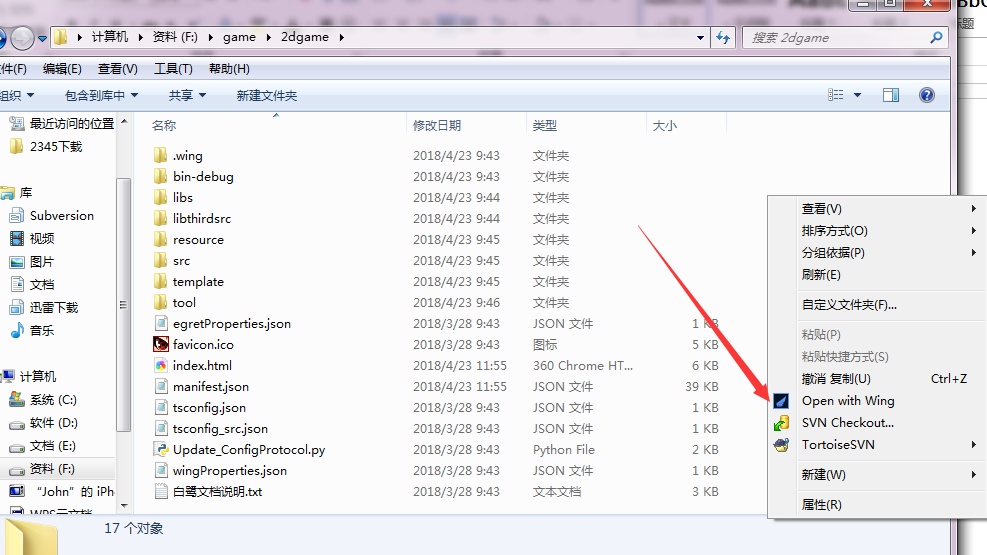 计算机 资料 (F:) game 2dgame 搜索 2dgame
件(F) 编辑(E) 查看(V) 工具(T) 帮助(H)
组织 包含到库中 共享 新建文件夹
最近访问的位置
2345下载
库
Subversion
视频
图片
文档
迅雷下载
音乐
计算机
系统 (C:)
软件 (D:)
文档 (E:)
资料 (F:)
“John”的 iPh
WPS云文档
名称 修改日期 类型 大小
.wing 2018/4/23 9:43 文件夹
bin-debug 2018/4/23 9:43 文件夹
libs 2018/4/23 9:44 文件夹
libthirdsrc 2018/4/23 9:44 文件夹
resource 2018/4/23 9:45 文件夹
src 2018/4/23 9:45 文件夹
template 2018/4/23 9:45 文件夹
tool 2018/4/23 9:46 文件夹
egretProperties.json 2018/3/28 9:43 JSON 文件 1 KB
favicon.ico 2018/3/28 9:43 图标 5 KB
index.html 2018/4/23 11:55 360 Chrome HT... 6 KB
manifest.json 2018/4/23 11:55 JSON 文件 39 KB
tsconfig.json 2018/3/28 9:43 JSON 文件 1 KB
tsconfig_src.json 2018/3/28 9:43 JSON 文件 1 KB
Update_ConfigProtocol.py 2018/3/28 9:43 Python File 2 KB
wingProperties.json 2018/3/28 9:43 JSON 文件 1 KB
白鹭文档说明.txt 2018/3/28 9:43 文本文档 3 KB
查看(V)
排序方式(O)
分组依据(P)
刷新(E)
自定义文件夹(F)...
粘贴(P)
粘贴快捷方式(S)
撤消 复制(U) Ctrl+Z
Open with Wing
SVN Checkout...
TortoiseSVN
新建(W)
属性(R)
17 个对象